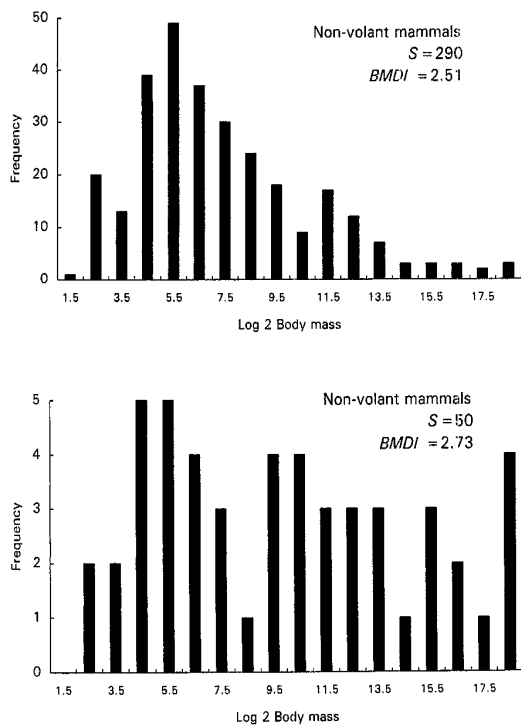 Non-volant mammals
S = 290
BMDI = 2.51
50
40
30
20
10
0
Frequency
1.5 3.5 5.5 7.5 9.5 11.5 13.5 15.5 17.5
Log 2 Body mass
Non-volant mammals
S = 50
BMDI = 2.73
5
4
3
2
1
0
Frequency
1.5 3.5 5.5 7.5 9.5 11.5 13.5 15.5 17.5
Log 2 Body mass